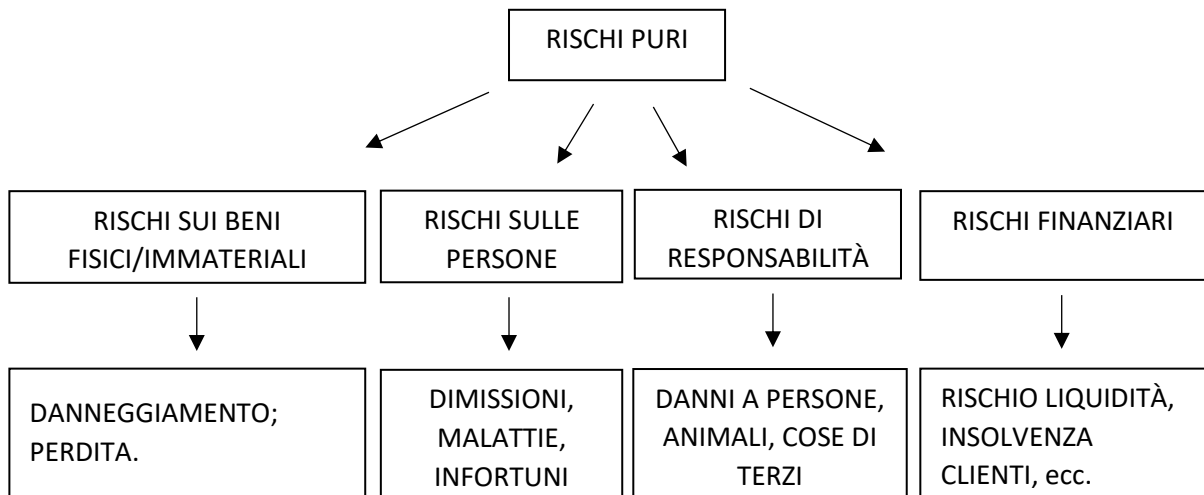 RISCHI PURI
RISCHI SUI BENI
FISICI/IMMATERIALI
RISCHI SULLE
PERSONE
RISCHI DI
RESPONSABILITÀ
RISCHI FINANZIARI
DANNEGGIAMENTO;
PERDITA.
DIMISSIONI,
MALATTIE,
INFORTUNI
DANNI A PERSONE,
ANIMALI, COSE DI
TERZI
RISCHIO LIQUIDITÀ,
INSOLVENZA
CLIENTI, ecc.